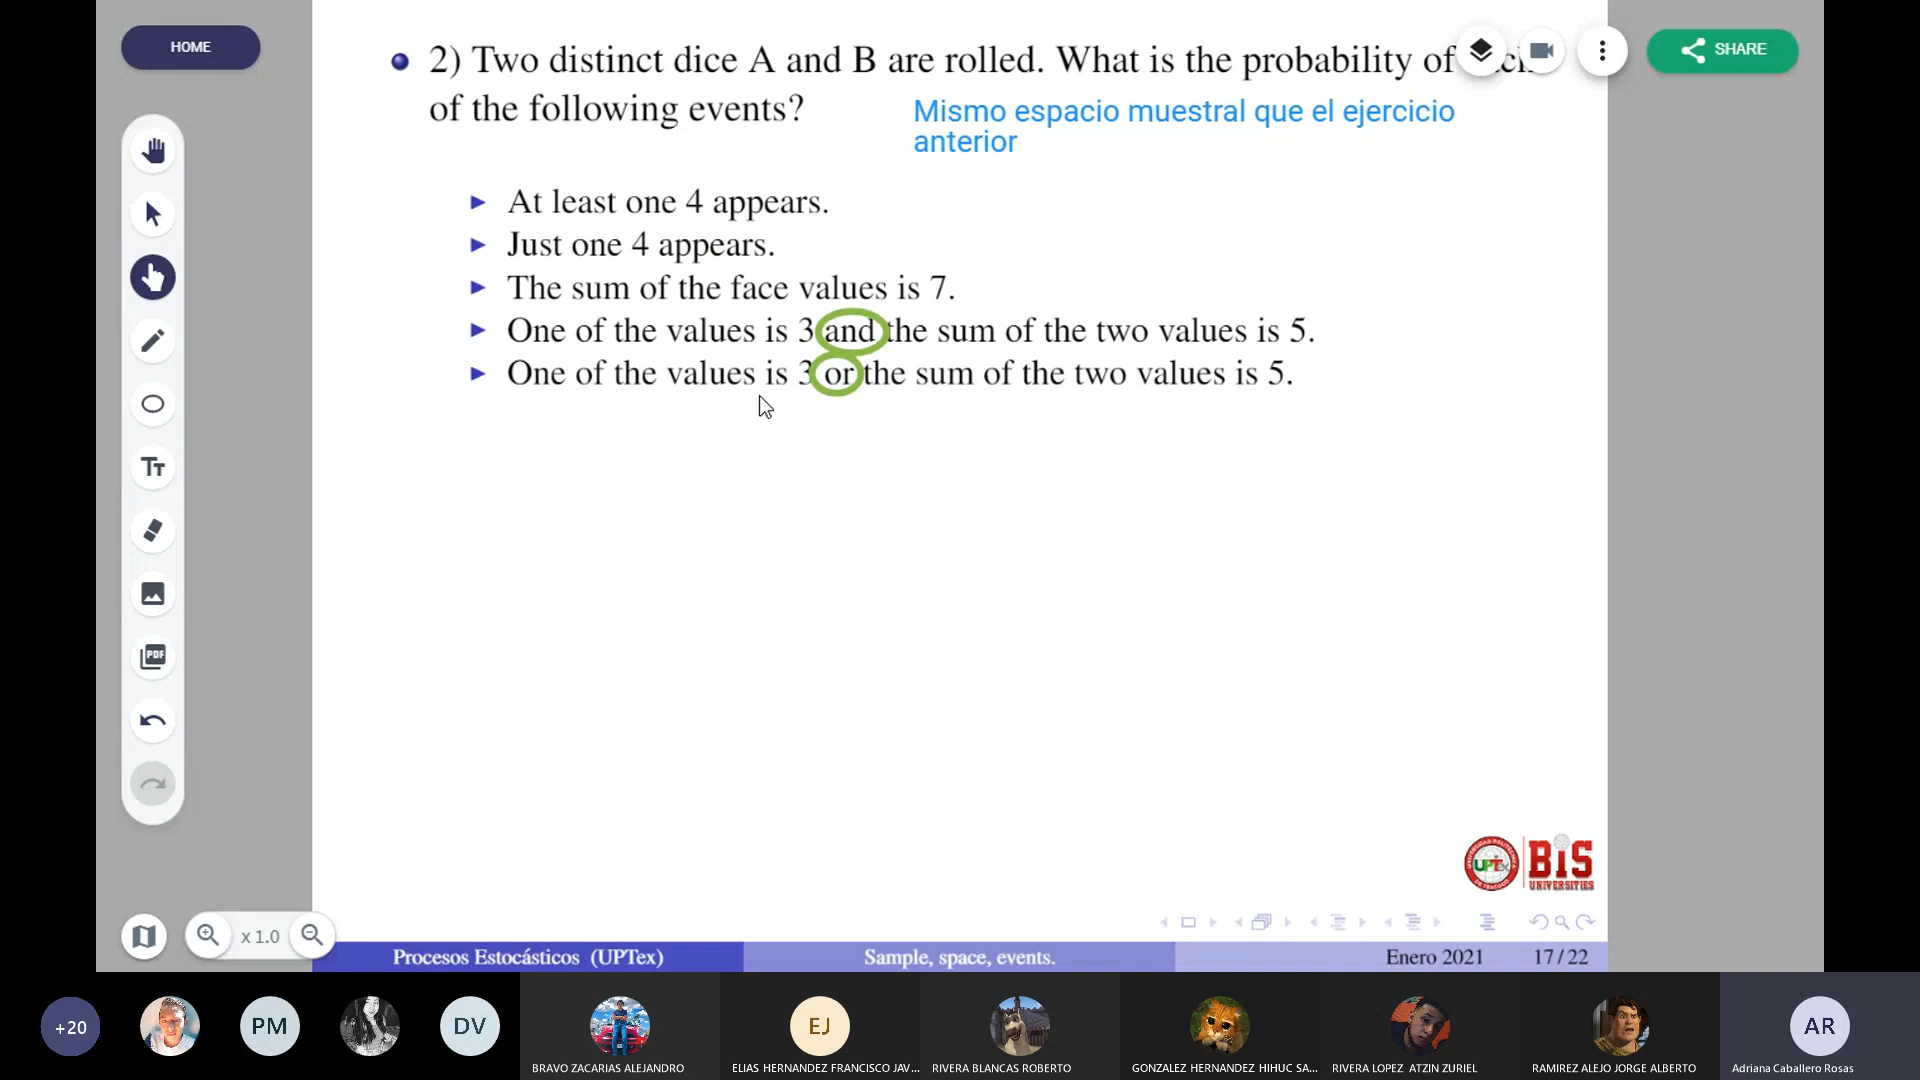 HOME
2) Two distinct dice A and B are rolled. What is the probability of
SHARE
of the following events?
Mismo espacio muestral que el ejercicio
anterior
At least one 4 appears.
Just one 4 appears.
The sum of the face values is 7.
One of the values is 3 and the sum of the two values is 5.
One of the values is 3 or the sum of the two values is 5.
TT
PDF
UPTex
BIS
UNIVERSITIES
x 1.0
Procesos Estocásticos (UPTex)
Sample, space, events.
Enero 2021
17 / 22
+20
PM
DV
EJ
AR
BRAVO ZACARIAS ALEJANDRO
ELIAS HERNANDEZ FRANCISCO JAV...
RIVERA BLANCAS ROBERTO
GONZALEZ HERNANDEZ HIHUC SA...
RIVERA LOPEZ ATZIN ZURIEL
RAMIREZ ALEJO JORGE ALBERTO
Adriana Caballero Rosas